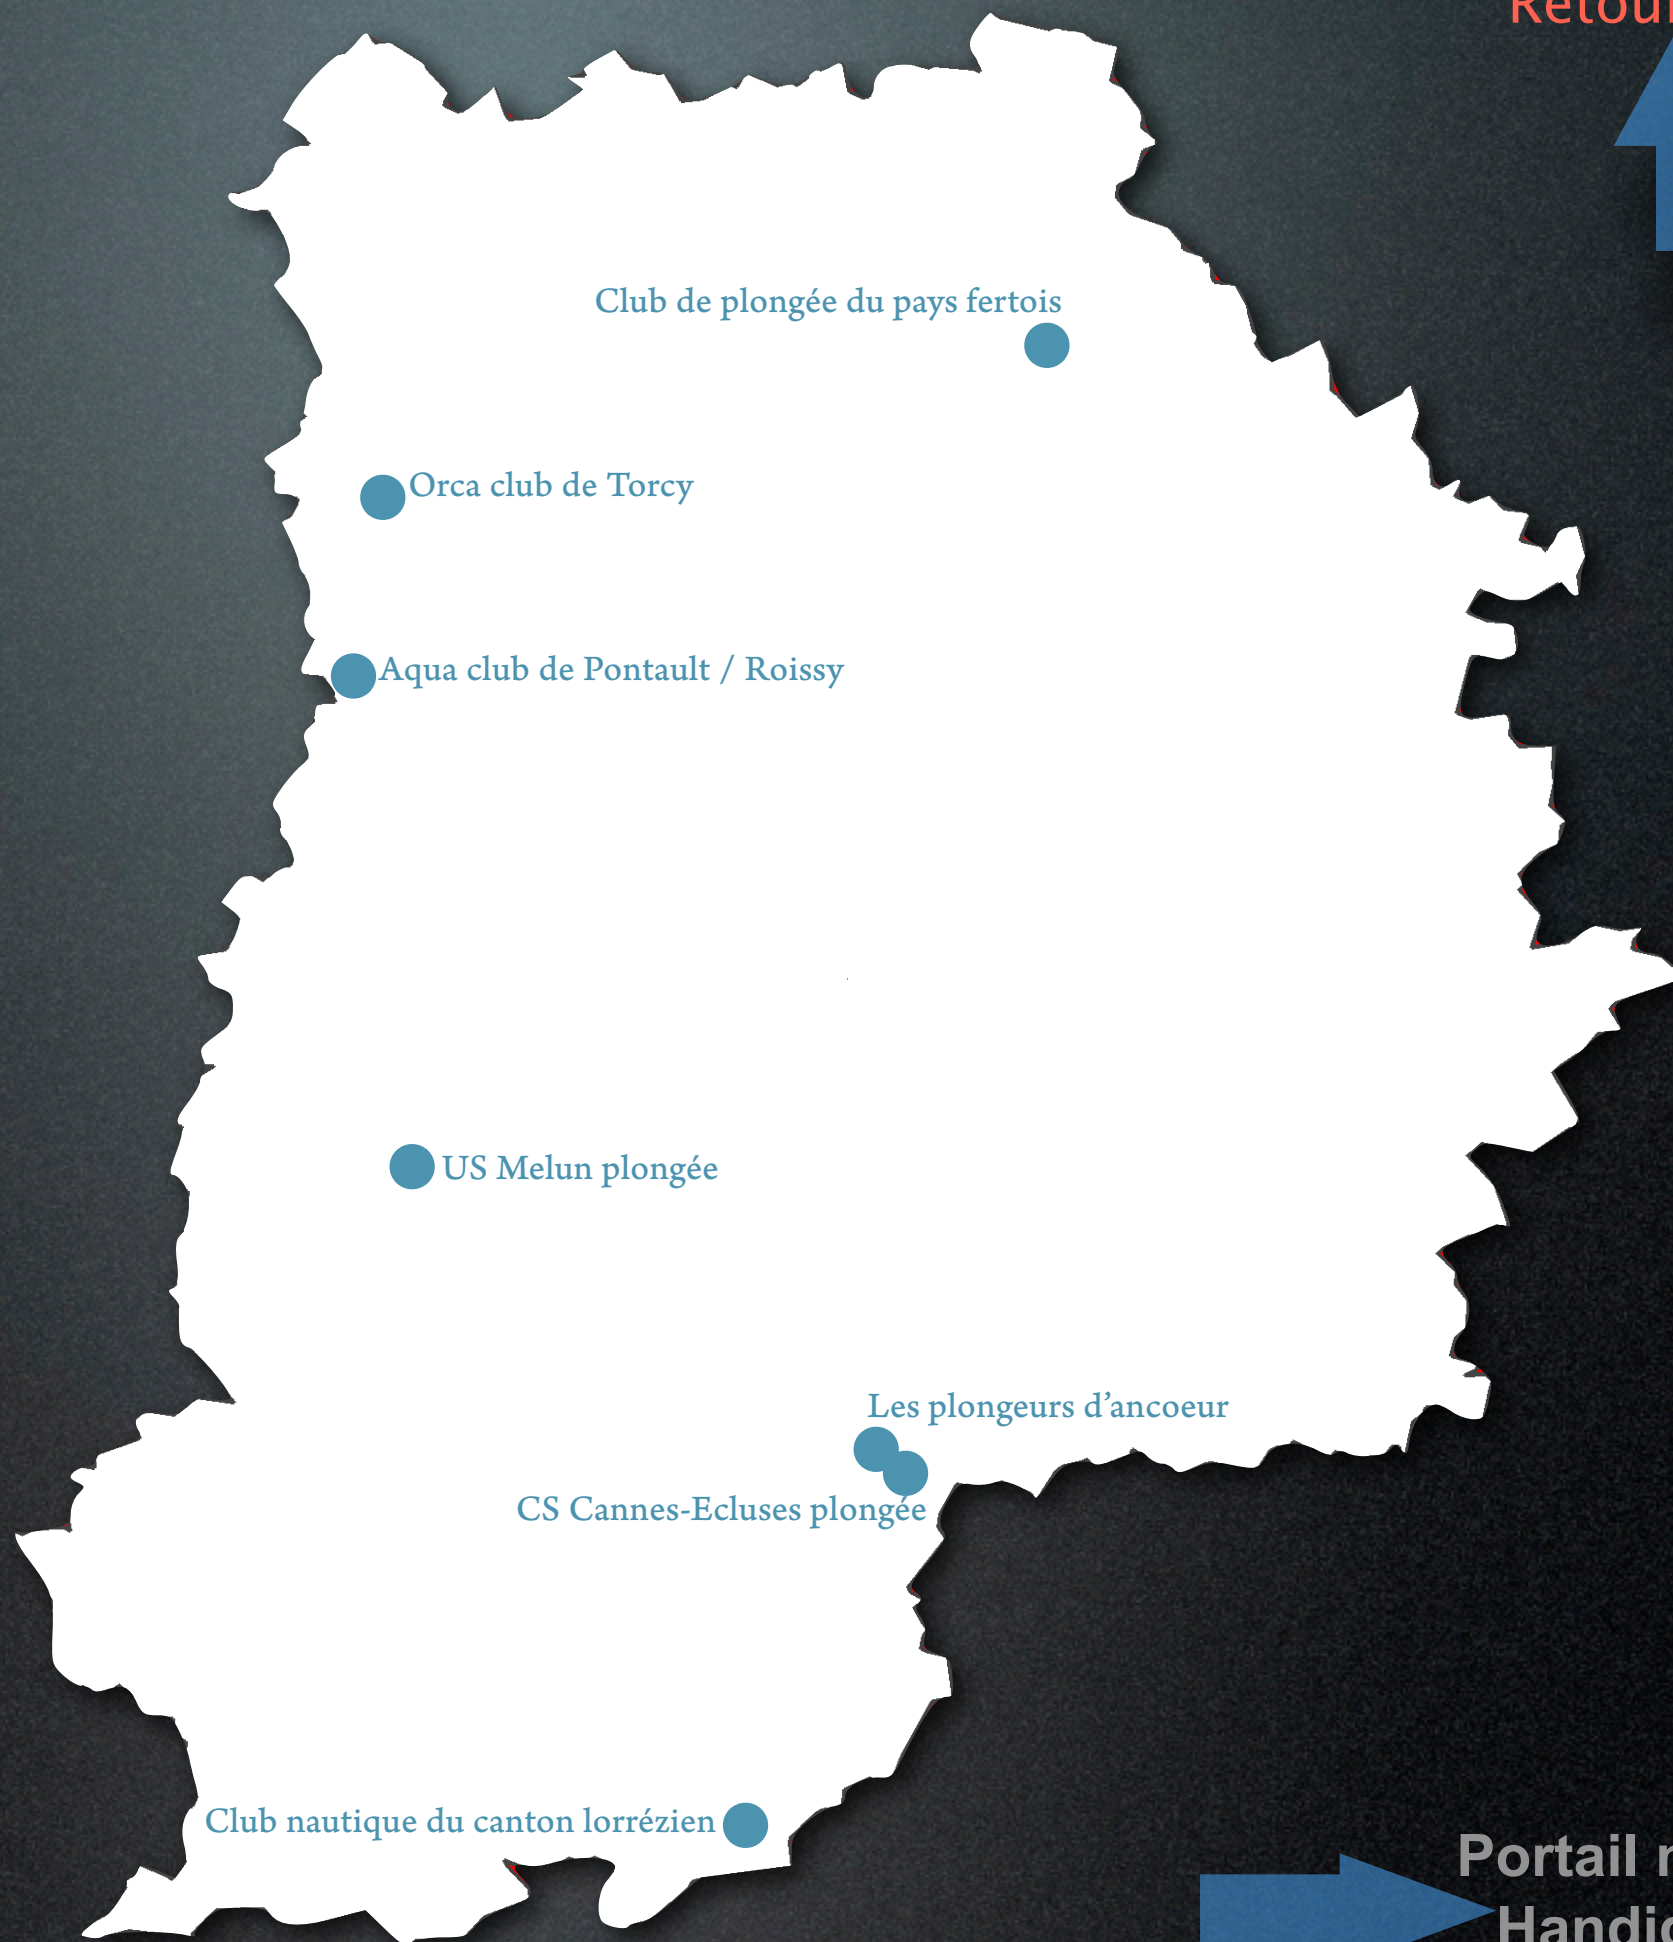 Retour
Club de plongée du pays fertois
Orca club de Torcy
Aqua club de Pontault / Roissy
US Melun plongée
Les plongeurs d’ancoeur
CS Cannes-Ecluses plongée
Club nautique du canton lorrézien
Portail